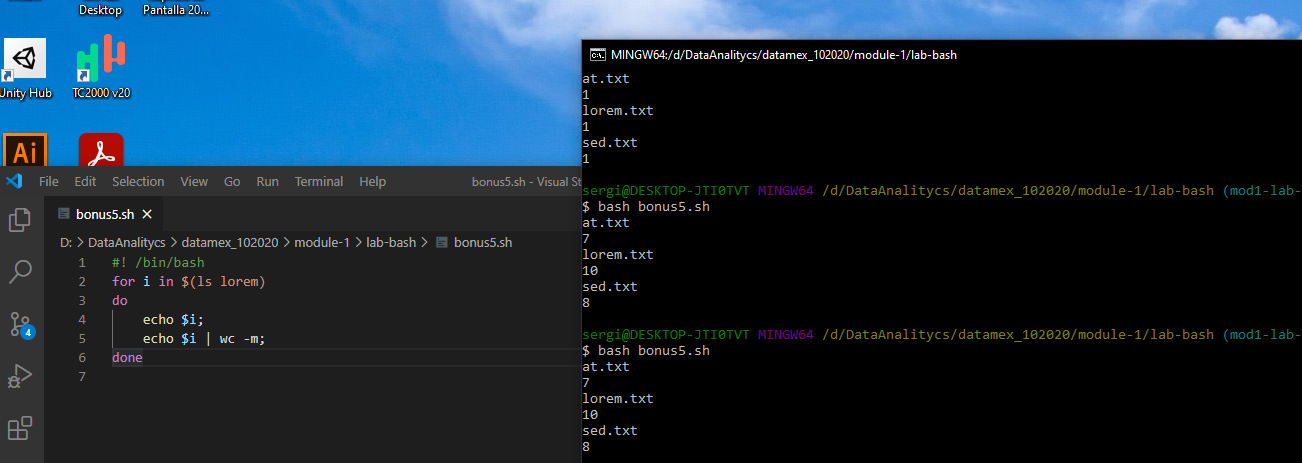 Desktop
Pantalla 20...
Unity Hub
TC2000 v20
Ai
File Edit Selection View Go Run Terminal Help bonus5.sh - Visual St
bonus5.sh
D: > DataAnalitycs > datamex_102020 > module-1 > lab-bash > bonus5.sh
1 #! /bin/bash
2 for i in $(ls lorem)
3 do
4 echo $i;
5 echo $i | wc -m;
6 done
7
4
MINGW64:/d/DataAnalitycs/datamex_102020/module-1/lab-bash
at.txt
1
lorem.txt
1
sed.txt
1
sergi@DESKTOP-JTI0TVT MINGW64 /d/DataAnalitycs/datamex_102020/module-1/lab-bash (mod1-lab-
$ bash bonus5.sh
at.txt
7
lorem.txt
10
sed.txt
8
sergi@DESKTOP-JTI0TVT MINGW64 /d/DataAnalitycs/datamex_102020/module-1/lab-bash (mod1-lab-
$ bash bonus5.sh
at.txt
7
lorem.txt
10
sed.txt
8